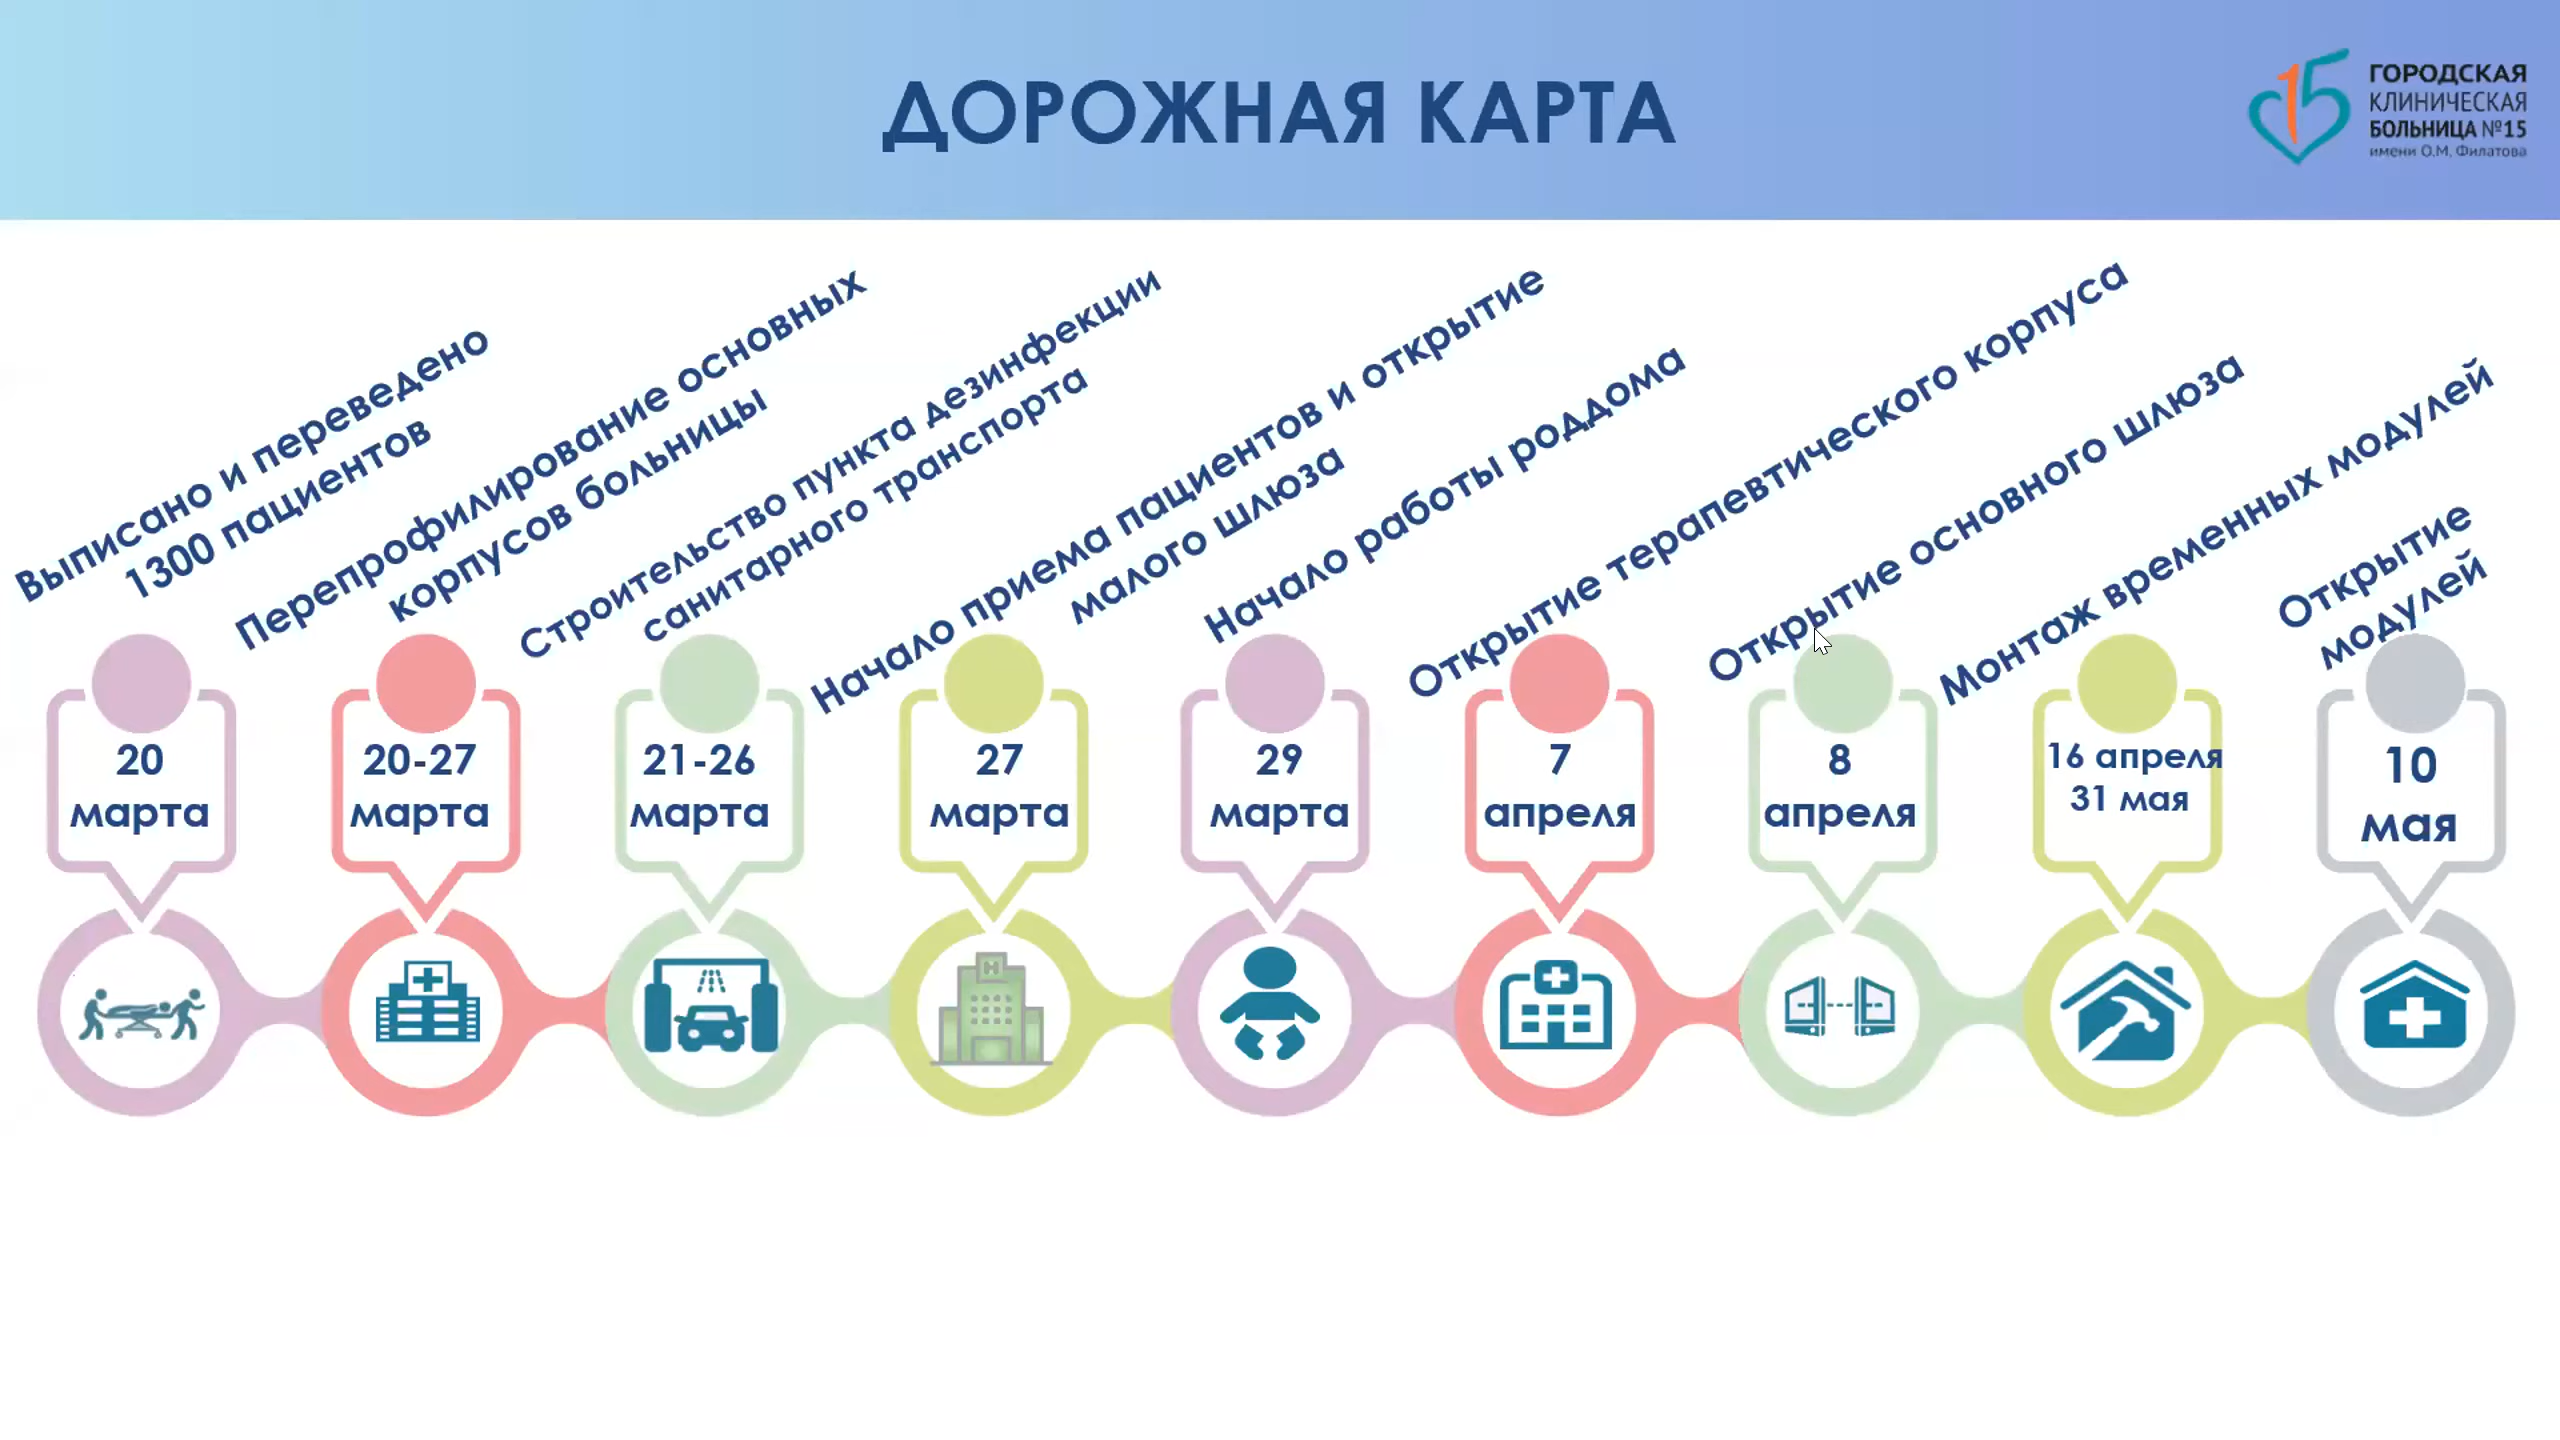 ДОРОЖНАЯ КАРТА
ГОРОДСКАЯ
КЛИНИЧЕСКАЯ
БОЛЬНИЦА №15
имени О.М. Филатова
15
Выписано и переведено
1300 пациентов
Перепрофилирование основных
корпусов больницы
Строительство пункта дезинфекции
санитарного транспорта
Начало приема пациентов и открытие
малого шлюза
Начало работы роддома
Открытие терапевтического корпуса
Открытие основного шлюза
Монтаж временных модулей
Открытие
модулей
20
марта
20-27
марта
21-26
марта
27
марта
29
марта
7
апреля
8
апреля
16 апреля
31 мая
10
мая
H